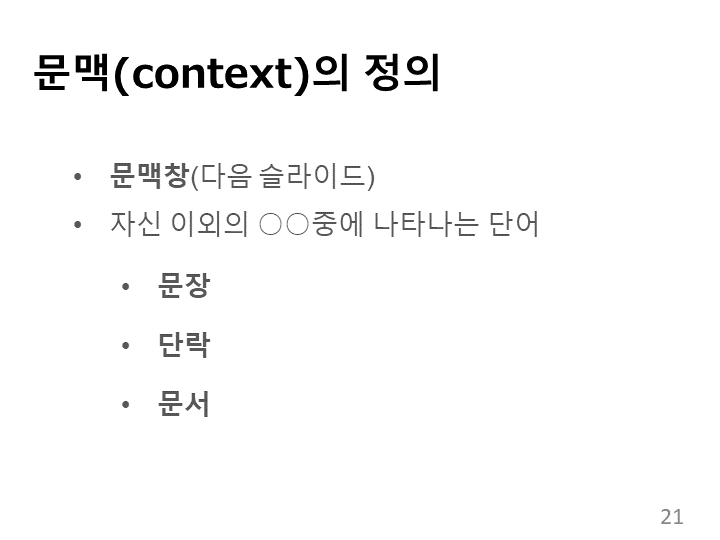 문맥(context)의 정의
• 문맥창(다음 슬라이드)
• 자신 이외의 ○○중에 나타나는 단어
• 문장
• 단락
• 문서
21